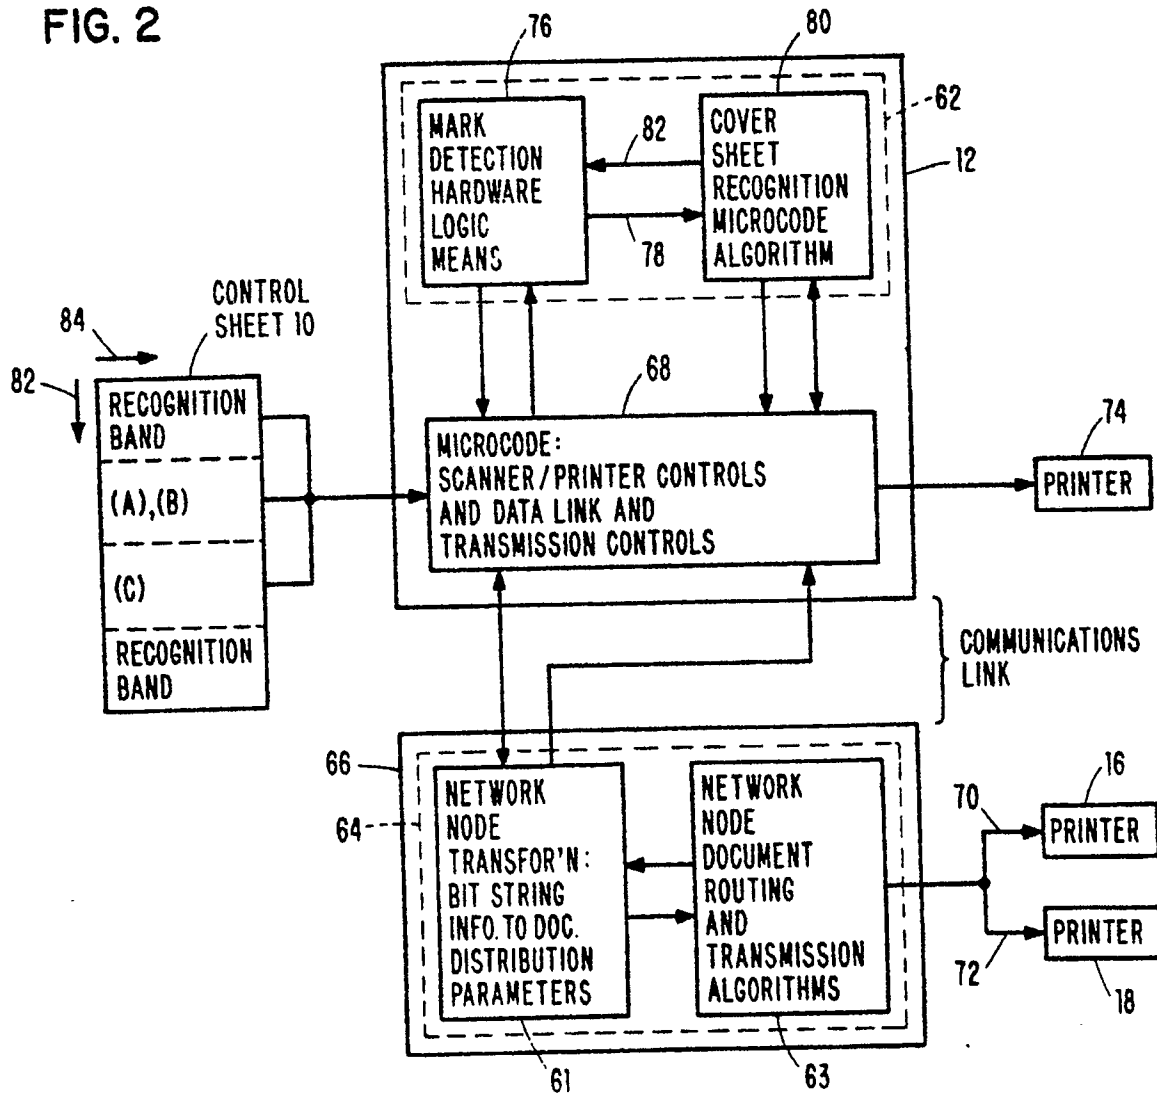 FIG. 2
76
80
62
12
MARK
DETECTION
HARDWARE
LOGIC
MEANS
82
78
COVER
SHEET
RECOGNITION
MICROCODE
ALGORITHM
CONTROL
SHEET 10
84
82
RECOGNITION
BAND
(A),(B)
(C)
RECOGNITION
BAND
68
MICROCODE:
SCANNER/PRINTER CONTROLS
AND DATA LINK AND
TRANSMISSION CONTROLS
74
PRINTER
COMMUNICATIONS
LINK
66
64
NETWORK
NODE
TRANSFOR'N:
BIT STRING
INFO. TO DOC.
DISTRIBUTION
PARAMETERS
NETWORK
NODE
DOCUMENT
ROUTING
AND
TRANSMISSION
ALGORITHMS
70
16
PRINTER
72
PRINTER
18
61
63